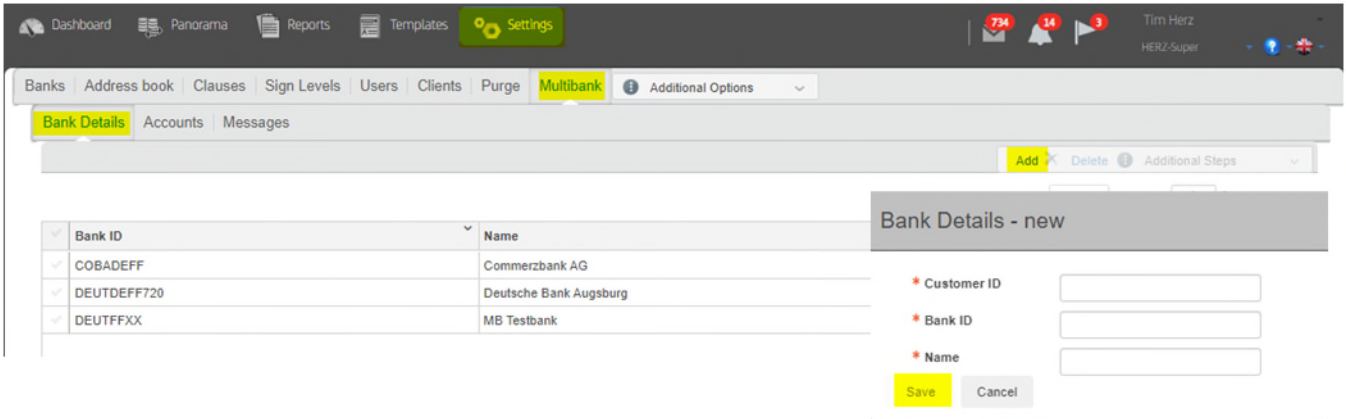 Dashboard Panorama Reports Templates Settings 734 14 3 Tim Herz
HERZ-Super
Banks Address book Clauses Sign Levels Users Clients Purge Multibank Additional Options
Bank Details Accounts Messages
Add Delete Additional Steps
Bank Details - new
Bank ID Name
COBADEFF Commerzbank AG
DEUTDEFF720 Deutsche Bank Augsburg
DEUTFFXX MB Testbank
* Customer ID
* Bank ID
* Name
Save Cancel